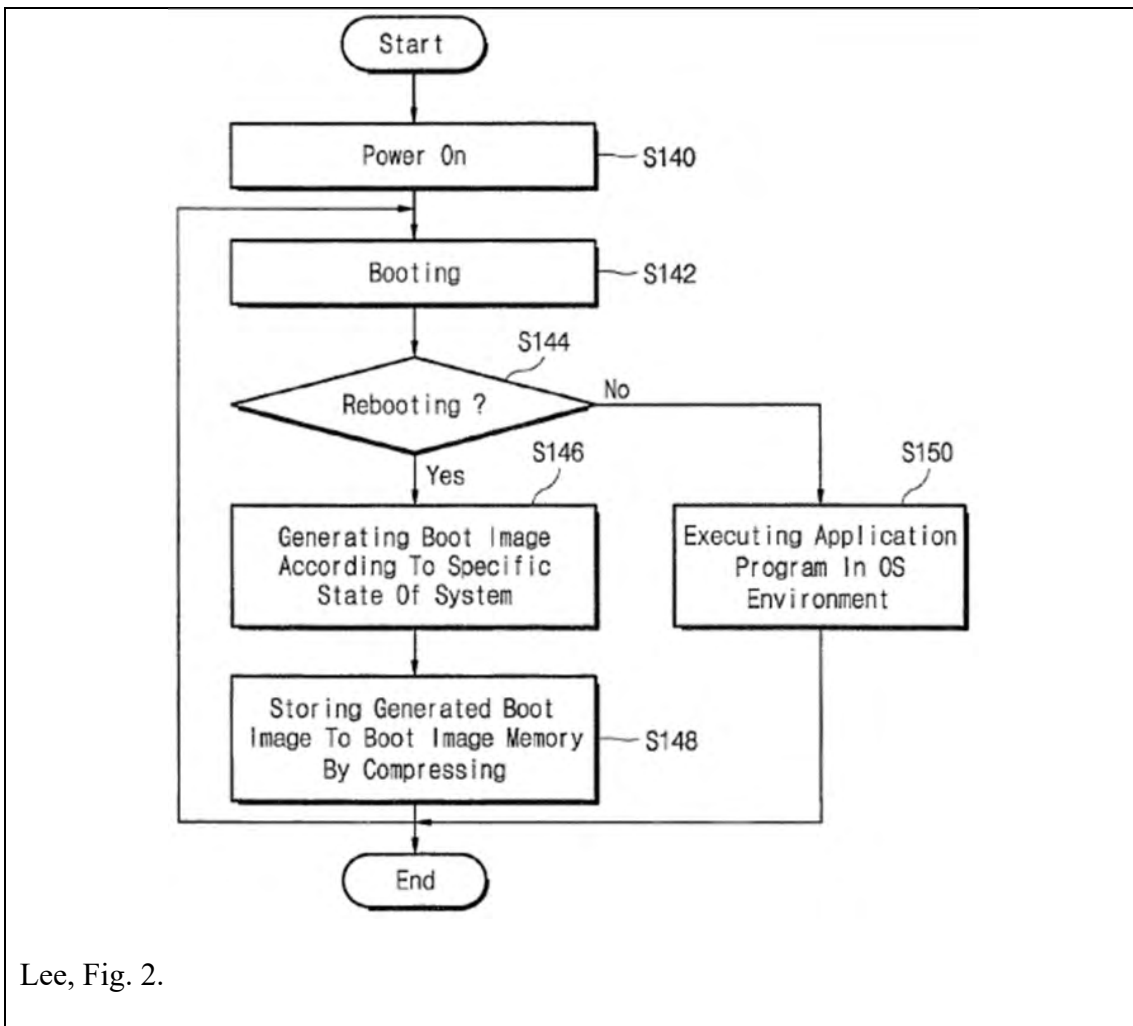 Start
Power On
S140
Booting
S142
S144
Rebooting ?
No
Yes
S146
S150
Generating Boot Image
According To Specific
State Of System
Executing Application
Program In OS
Environment
Storing Generated Boot
Image To Boot Image Memory
By Compressing
S148
End
Lee, Fig. 2.